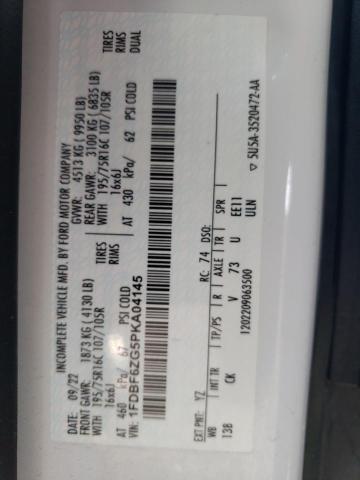 INCOMPLETE VEHICLE MFD. BY FORD MOTOR COMPANY
DATE: 09/22 GVWR: 4513 KG ( 9950 LB)
FRONT GAWR: 1873 KG ( 4130 LB) REAR GAWR: 3100 KG ( 6835 LB)
WITH 195/75R16C 107/105R TIRES WITH 195/75R16C 107/105R TIRES
16x6J RIMS 16x6J RIMS
AT 460 kPa/ 67 PSI COLD AT 430 kPa/ 62 PSI COLD DUAL
VIN: 1FDBF6ZG5PKA04145
EXT PNT: YZ RC: 74 DSO:
WB INT TR TP/PS R AXLE TR SPR
138 CK V 73 U EE11
1202209063500 ULN
▽ 5U5A-3520472-AA